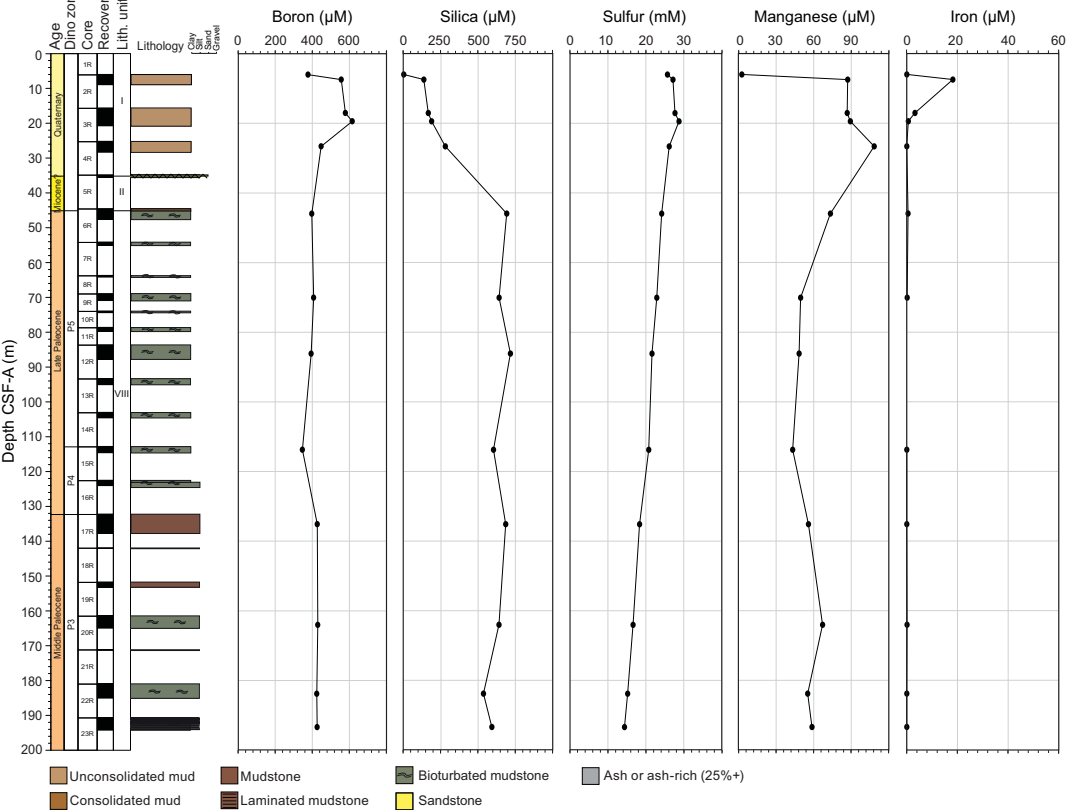 Boron (µM) Silica (µM) Sulfur (mM) Manganese (µM) Iron (µM)
Age Dino zon Core Recover Lith. unit Lithology Clay Silt Sand Gravel
0 200 400 600 0 250 500 750 0 10 20 30 0 30 60 90 0 20 40 60
Depth CSF-A (m)
0
10
20
30
40
50
60
70
80
90
100
110
120
130
140
150
160
170
180
190
200
Quaternary
Miocene?
Late Paleocene
Middle Paleocene
P5
P4
P3
1R
2R
3R
4R
5R
6R
7R
8R
9R
10R
11R
12R
13R
14R
15R
16R
17R
18R
19R
20R
21R
22R
23R
I
II
VIII
Unconsolidated mud Mudstone Bioturbated mudstone Ash or ash-rich (25%+)
Consolidated mud Laminated mudstone Sandstone